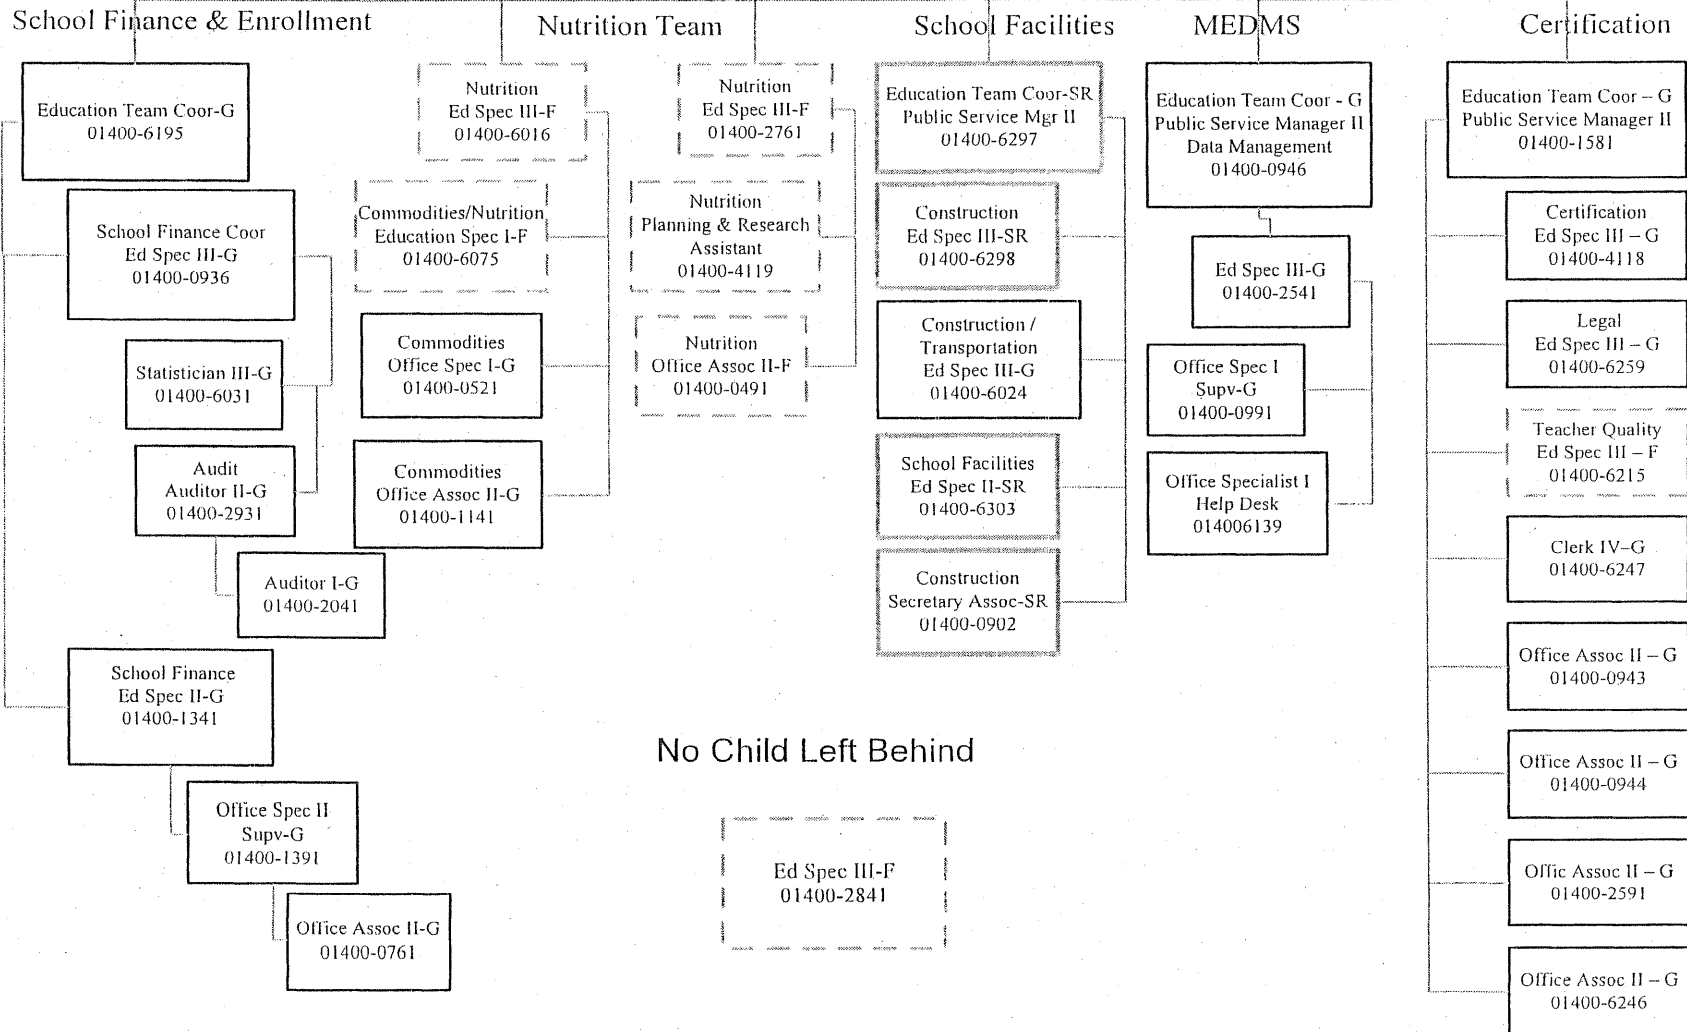 School Finance & Enrollment
Education Team Coor-G
01400-6195
School Finance Coor
Ed Spec III-G
01400-0936
Statistician III-G
01400-6031
Audit
Auditor II-G
01400-2931
Auditor I-G
01400-2041
School Finance
Ed Spec II-G
01400-1341
Office Spec II
Supv-G
01400-1391
Office Assoc II-G
01400-0761
Nutrition Team
Nutrition
Ed Spec III-F
01400-6016
Commodities/Nutrition
Education Spec I-F
01400-6075
Commodities
Office Spec I-G
01400-0521
Commodities
Office Assoc II-G
01400-1141
Nutrition
Ed Spec III-F
01400-2761
Nutrition
Planning & Research
Assistant
01400-4119
Nutrition
Office Assoc II-F
01400-0491
School Facilities
Education Team Coor-SR
Public Service Mgr II
01400-6297
Construction
Ed Spec III-SR
01400-6298
Construction /
Transportation
Ed Spec III-G
01400-6024
School Facilities
Ed Spec II-SR
01400-6303
Construction
Secretary Assoc-SR
01400-0902
MEDMS
Education Team Coor - G
Public Service Manager II
Data Management
01400-0946
Ed Spec III-G
01400-2541
Office Spec I
Supv-G
01400-0991
Office Specialist I
Help Desk
014006139
Certification
Education Team Coor – G
Public Service Manager II
01400-1581
Certification
Ed Spec III – G
01400-4118
Legal
Ed Spec III – G
01400-6259
Teacher Quality
Ed Spec III – F
01400-6215
Clerk IV–G
01400-6247
Office Assoc II – G
01400-0943
Office Assoc II – G
01400-0944
Offic Assoc II – G
01400-2591
Office Assoc II – G
01400-6246
No Child Left Behind
Ed Spec III-F
01400-2841